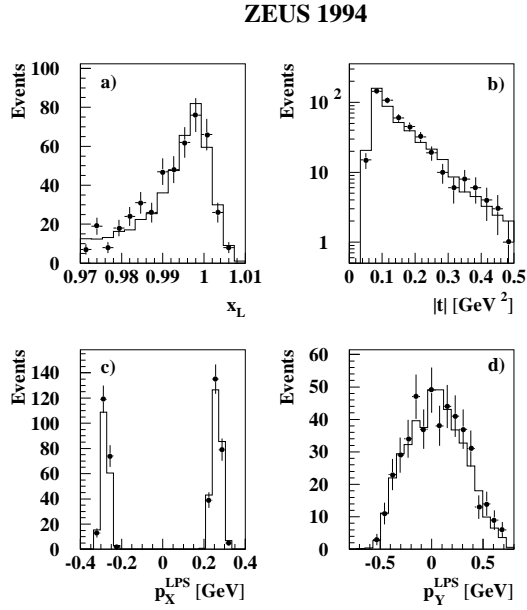 ZEUS 1994
Events
a)
100
80
60
40
20
0
0.97 0.98 0.99 1 1.01
x_L
Events
b)
10^2
10
1
0 0.1 0.2 0.3 0.4 0.5
|t| [GeV^2]
Events
c)
140
120
100
80
60
40
20
0
-0.4 -0.2 0 0.2 0.4
p_X^LPS [GeV]
Events
d)
60
50
40
30
20
10
0
-0.5 0 0.5
p_Y^LPS [GeV]